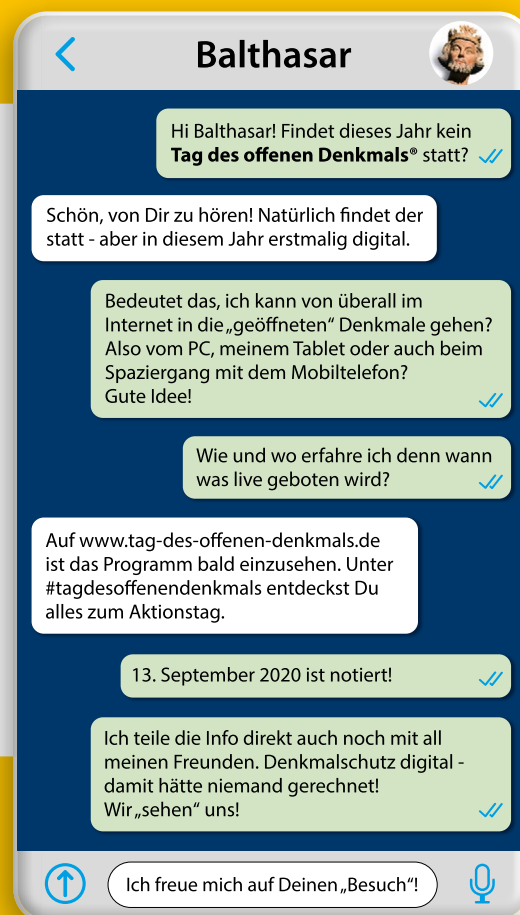 Balthasar
Hi Balthasar! Findet dieses Jahr kein
Tag des offenen Denkmals® statt?
Schön, von Dir zu hören! Natürlich findet der
statt - aber in diesem Jahr erstmalig digital.
Bedeutet das, ich kann von überall im
Internet in die „geöffneten“ Denkmale gehen?
Also vom PC, meinem Tablet oder auch beim
Spaziergang mit dem Mobiltelefon?
Gute Idee!
Wie und wo erfahre ich denn wann
was live geboten wird?
Auf www.tag-des-offenen-denkmals.de
ist das Programm bald einzusehen. Unter
#tagdesoffenendenkmals entdeckst Du
alles zum Aktionstag.
13. September 2020 ist notiert!
Ich teile die Info direkt auch noch mit all
meinen Freunden. Denkmalschutz digital -
damit hätte niemand gerechnet!
Wir „sehen“ uns!
Ich freue mich auf Deinen „Besuch“!